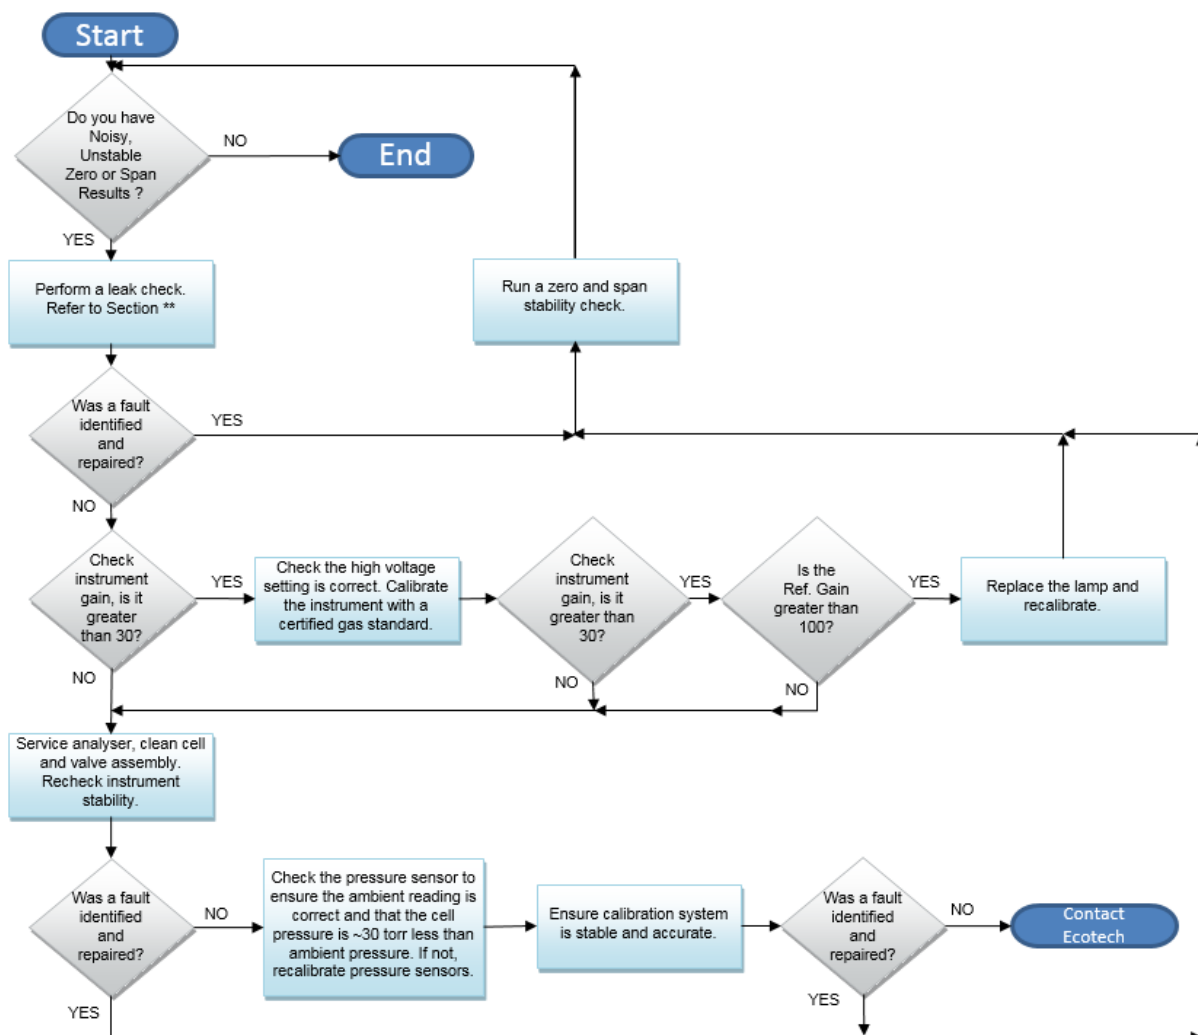 Start
Do you have
Noisy,
Unstable
Zero or Span
Results ?
NO
End
YES
Perform a leak check.
Refer to Section **
Run a zero and span
stability check.
Was a fault
identified
and
repaired?
YES
NO
Check
instrument
gain, is it
greater
than 30?
YES
Check the high voltage
setting is correct. Calibrate
the instrument with a
certified gas standard.
Check
instrument
gain, is it
greater than
30?
YES
Is the
Ref. Gain
greater than
100?
YES
Replace the lamp and
recalibrate.
NO
NO
NO
Service analyser, clean cell
and valve assembly.
Recheck instrument
stability.
Was a fault
identified
and
repaired?
NO
Check the pressure sensor to
ensure the ambient reading is
correct and that the cell
pressure is ~30 torr less than
ambient pressure. If not,
recalibrate pressure sensors.
Ensure calibration system
is stable and accurate.
Was a fault
identified
and
repaired?
NO
Contact
Ecotech
YES
YES